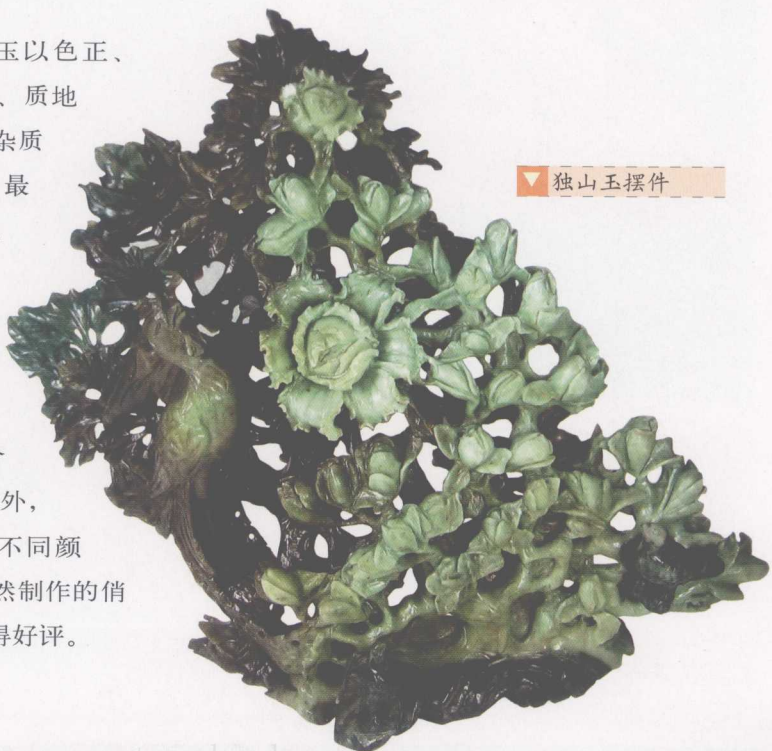 玉以色正、
、质地
杂质
最
外，
不同颜
然制作的俏
得好评。
独山玉摆件